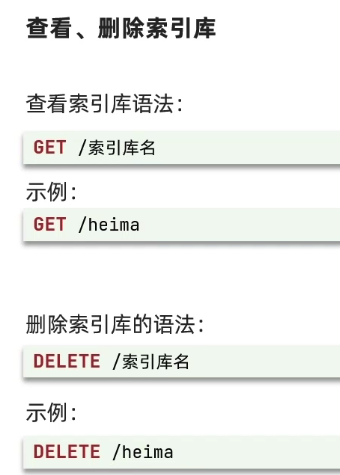 查看、删除索引库
查看索引库语法：
GET /索引库名
示例：
GET /heima
删除索引库的语法：
DELETE /索引库名
示例：
DELETE /heima